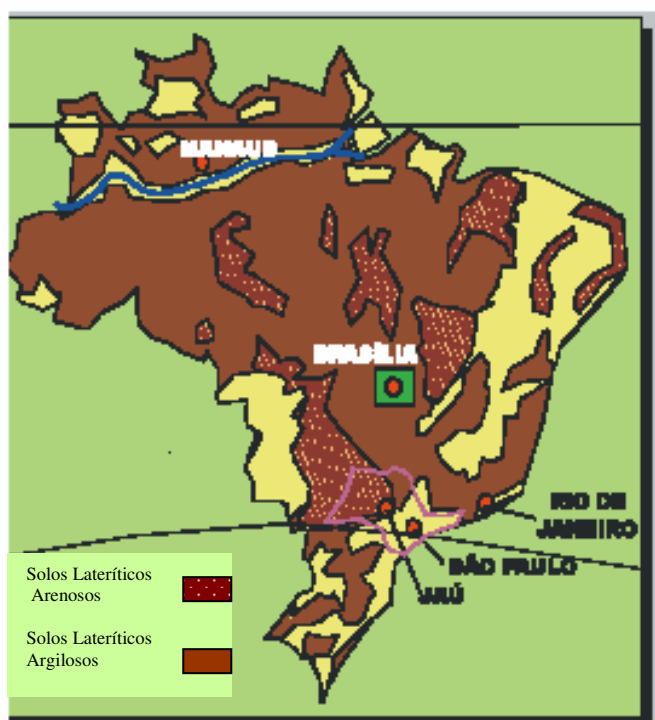 MANAUS
BRASÍLIA
RIO DE
JANEIRO
SÃO PAULO
JAÚ
Solos Lateríticos
Arenosos
Solos Lateríticos
Argilosos